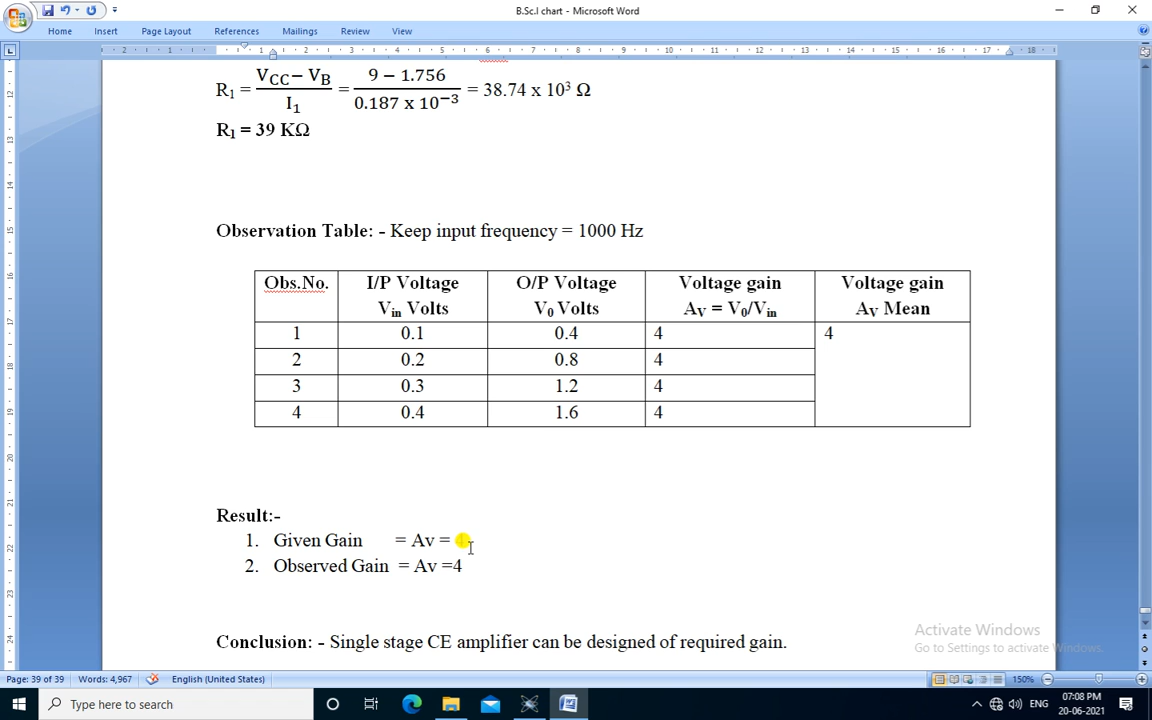 B.Sc.I chart - Microsoft Word
Home Insert Page Layout References Mailings Review View
R1 = VCC − VB / I1 = 9 − 1.756 / 0.187 x 10−3 = 38.74 x 10³ Ω
R1 = 39 KΩ
Observation Table: - Keep input frequency = 1000 Hz
Obs.No. I/P Voltage Vin Volts O/P Voltage V0 Volts Voltage gain AV = V0/Vin Voltage gain AV Mean
1 0.1 0.4 4 4
2 0.2 0.8 4
3 0.3 1.2 4
4 0.4 1.6 4
Result:-
1. Given Gain = Av =
2. Observed Gain = Av =4
Conclusion: - Single stage CE amplifier can be designed of required gain.
Activate Windows
Go to Settings to activate Windows.
Page: 39 of 39 Words: 4,967 English (United States) 150%
Type here to search ENG 07:08 PM
20-06-2021